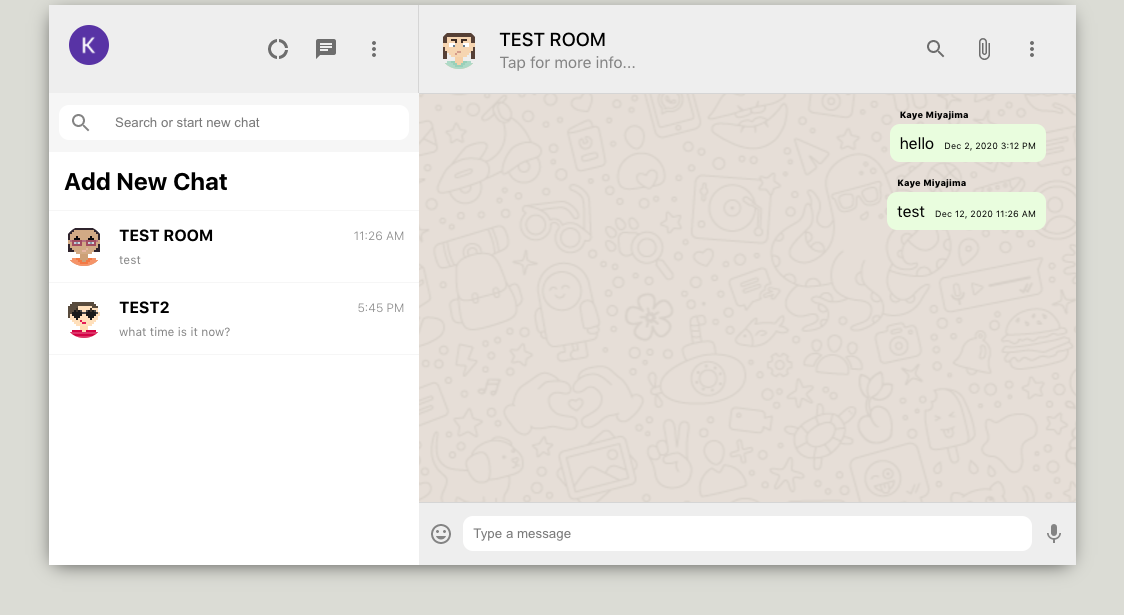 K
TEST ROOM
Tap for more info...
Search or start new chat
Add New Chat
TEST ROOM 11:26 AM
test
TEST2 5:45 PM
what time is it now?
Kaye Miyajima
hello Dec 2, 2020 3:12 PM
Kaye Miyajima
test Dec 12, 2020 11:26 AM
Type a message